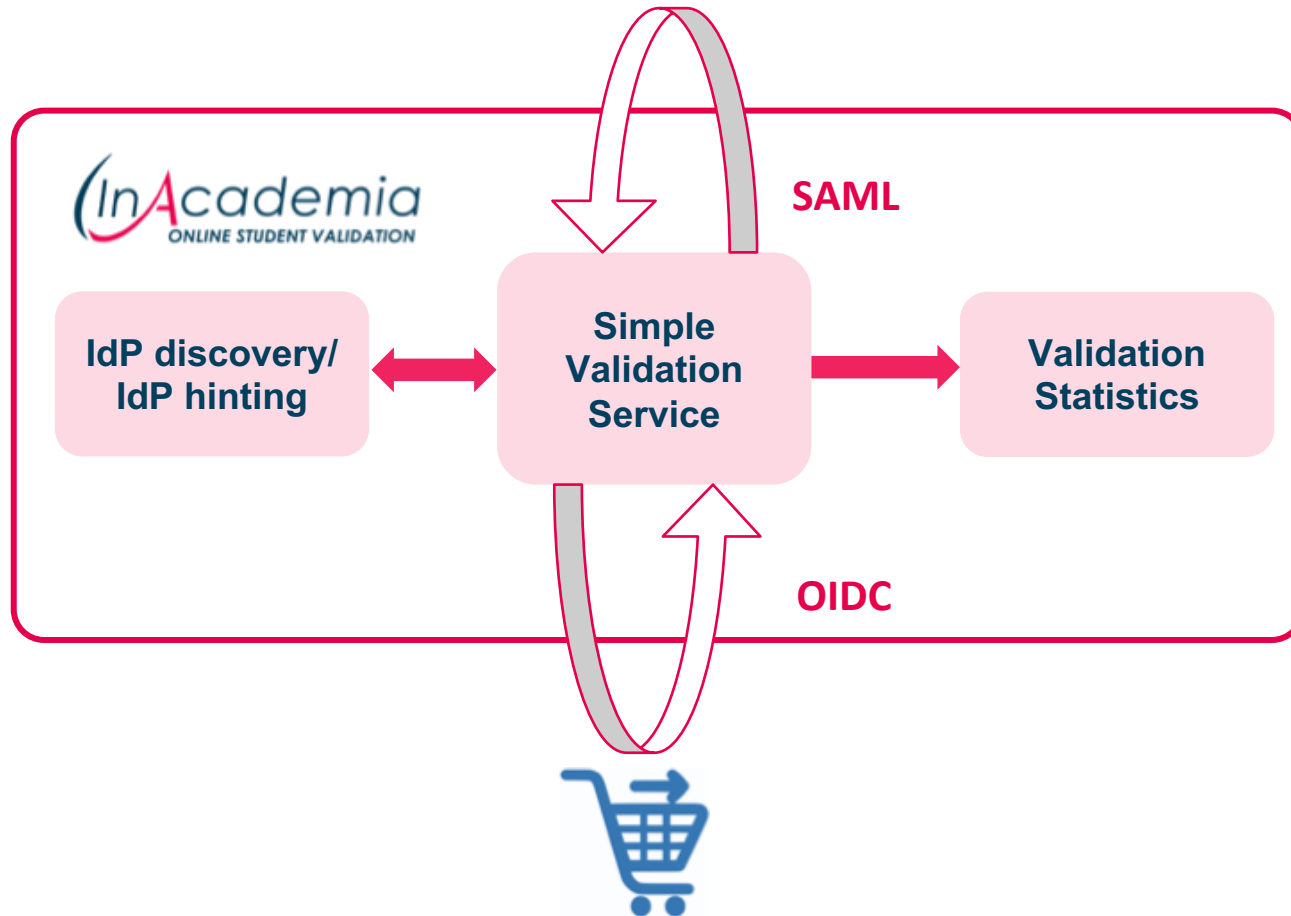 InAcademia
ONLINE STUDENT VALIDATION
SAML
IdP discovery/
IdP hinting
Simple
Validation
Service
Validation
Statistics
OIDC